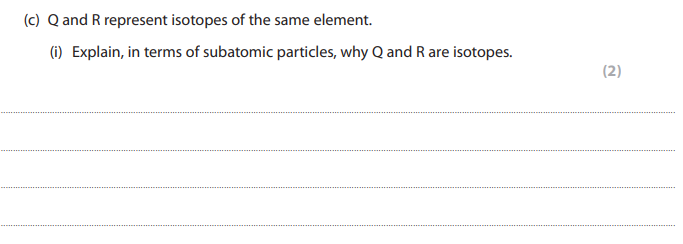 (c) Q and R represent isotopes of the same element.
(i) Explain, in terms of subatomic particles, why Q and R are isotopes.
(2)